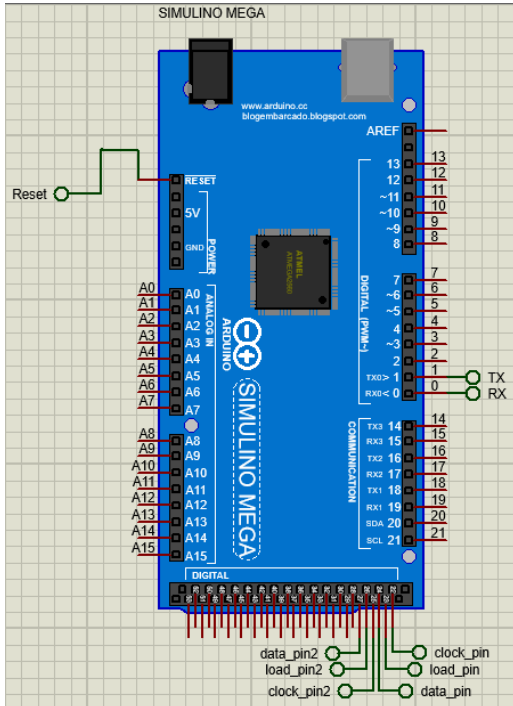 SIMULINO MEGA
www.arduino.cc
blogembarcado.blogspot.com
AREF
13 13
12 12
~11 11
~10 10
~9 9
8 8
Reset
RESET
5V
GND
POWER
ATMEL
ATMEGA2560
DIGITAL (PWM~)
7 7
~6 6
~5 5
4 4
~3 3
2 2
TX0> 1 1 TX
RX0< 0 0 RX
A0 A0
A1 A1
A2 A2
A3 A3
A4 A4
A5 A5
A6 A6
A7 A7
ANALOG IN
ARDUINO
SIMULINO MEGA
A8 A8
A9 A9
A10 A10
A11 A11
A12 A12
A13 A13
A14 A14
A15 A15
COMMUNICATION
TX3 14 14
RX3 15 15
TX2 16 16
RX2 17 17
TX1 18 18
RX1 19 19
SDA 20 20
SCL 21 21
DIGITAL
data_pin2 clock_pin
load_pin2 load_pin
clock_pin2 data_pin